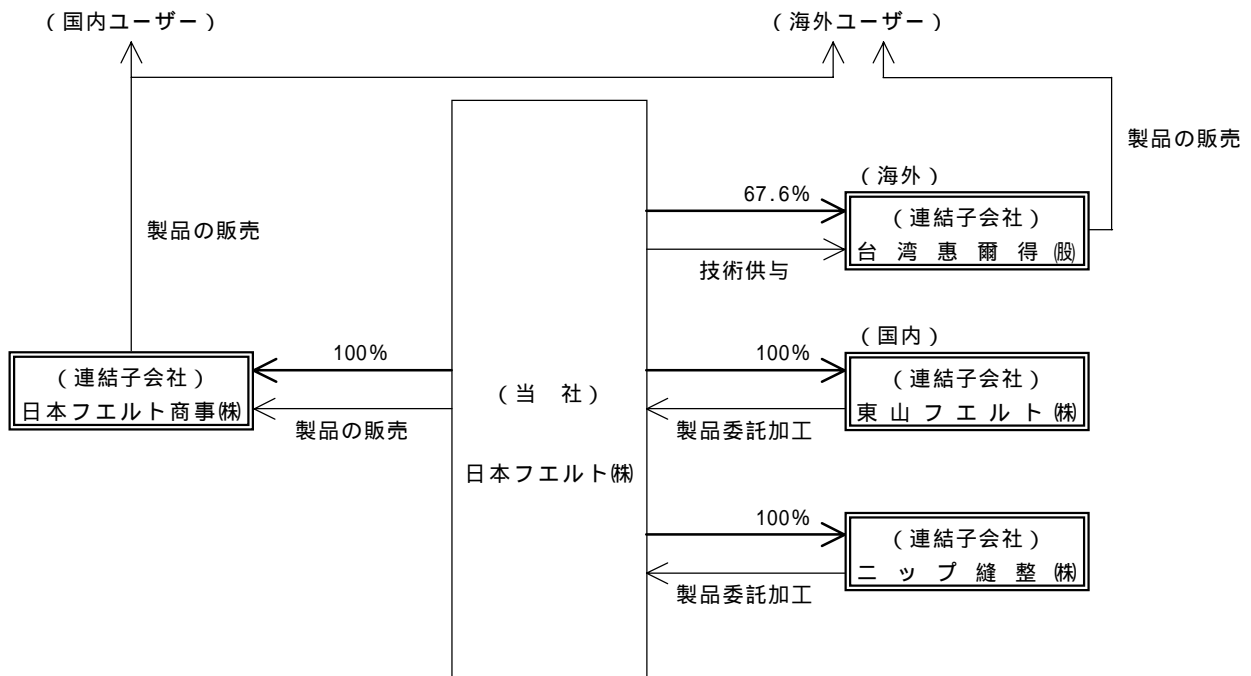 (国内ユーザー)
(海外ユーザー)
製品の販売
製品の販売
(海外)
67.6%
(連結子会社)
台湾惠爾得㈲
技術供与
(国内)
100%
100%
(連結子会社)
日本フエルト商事㈱
(当 社)
(連結子会社)
東山フエルト㈱
製品の販売
製品委託加工
日本フエルト㈱
100%
(連結子会社)
ニップ縫整㈱
製品委託加工